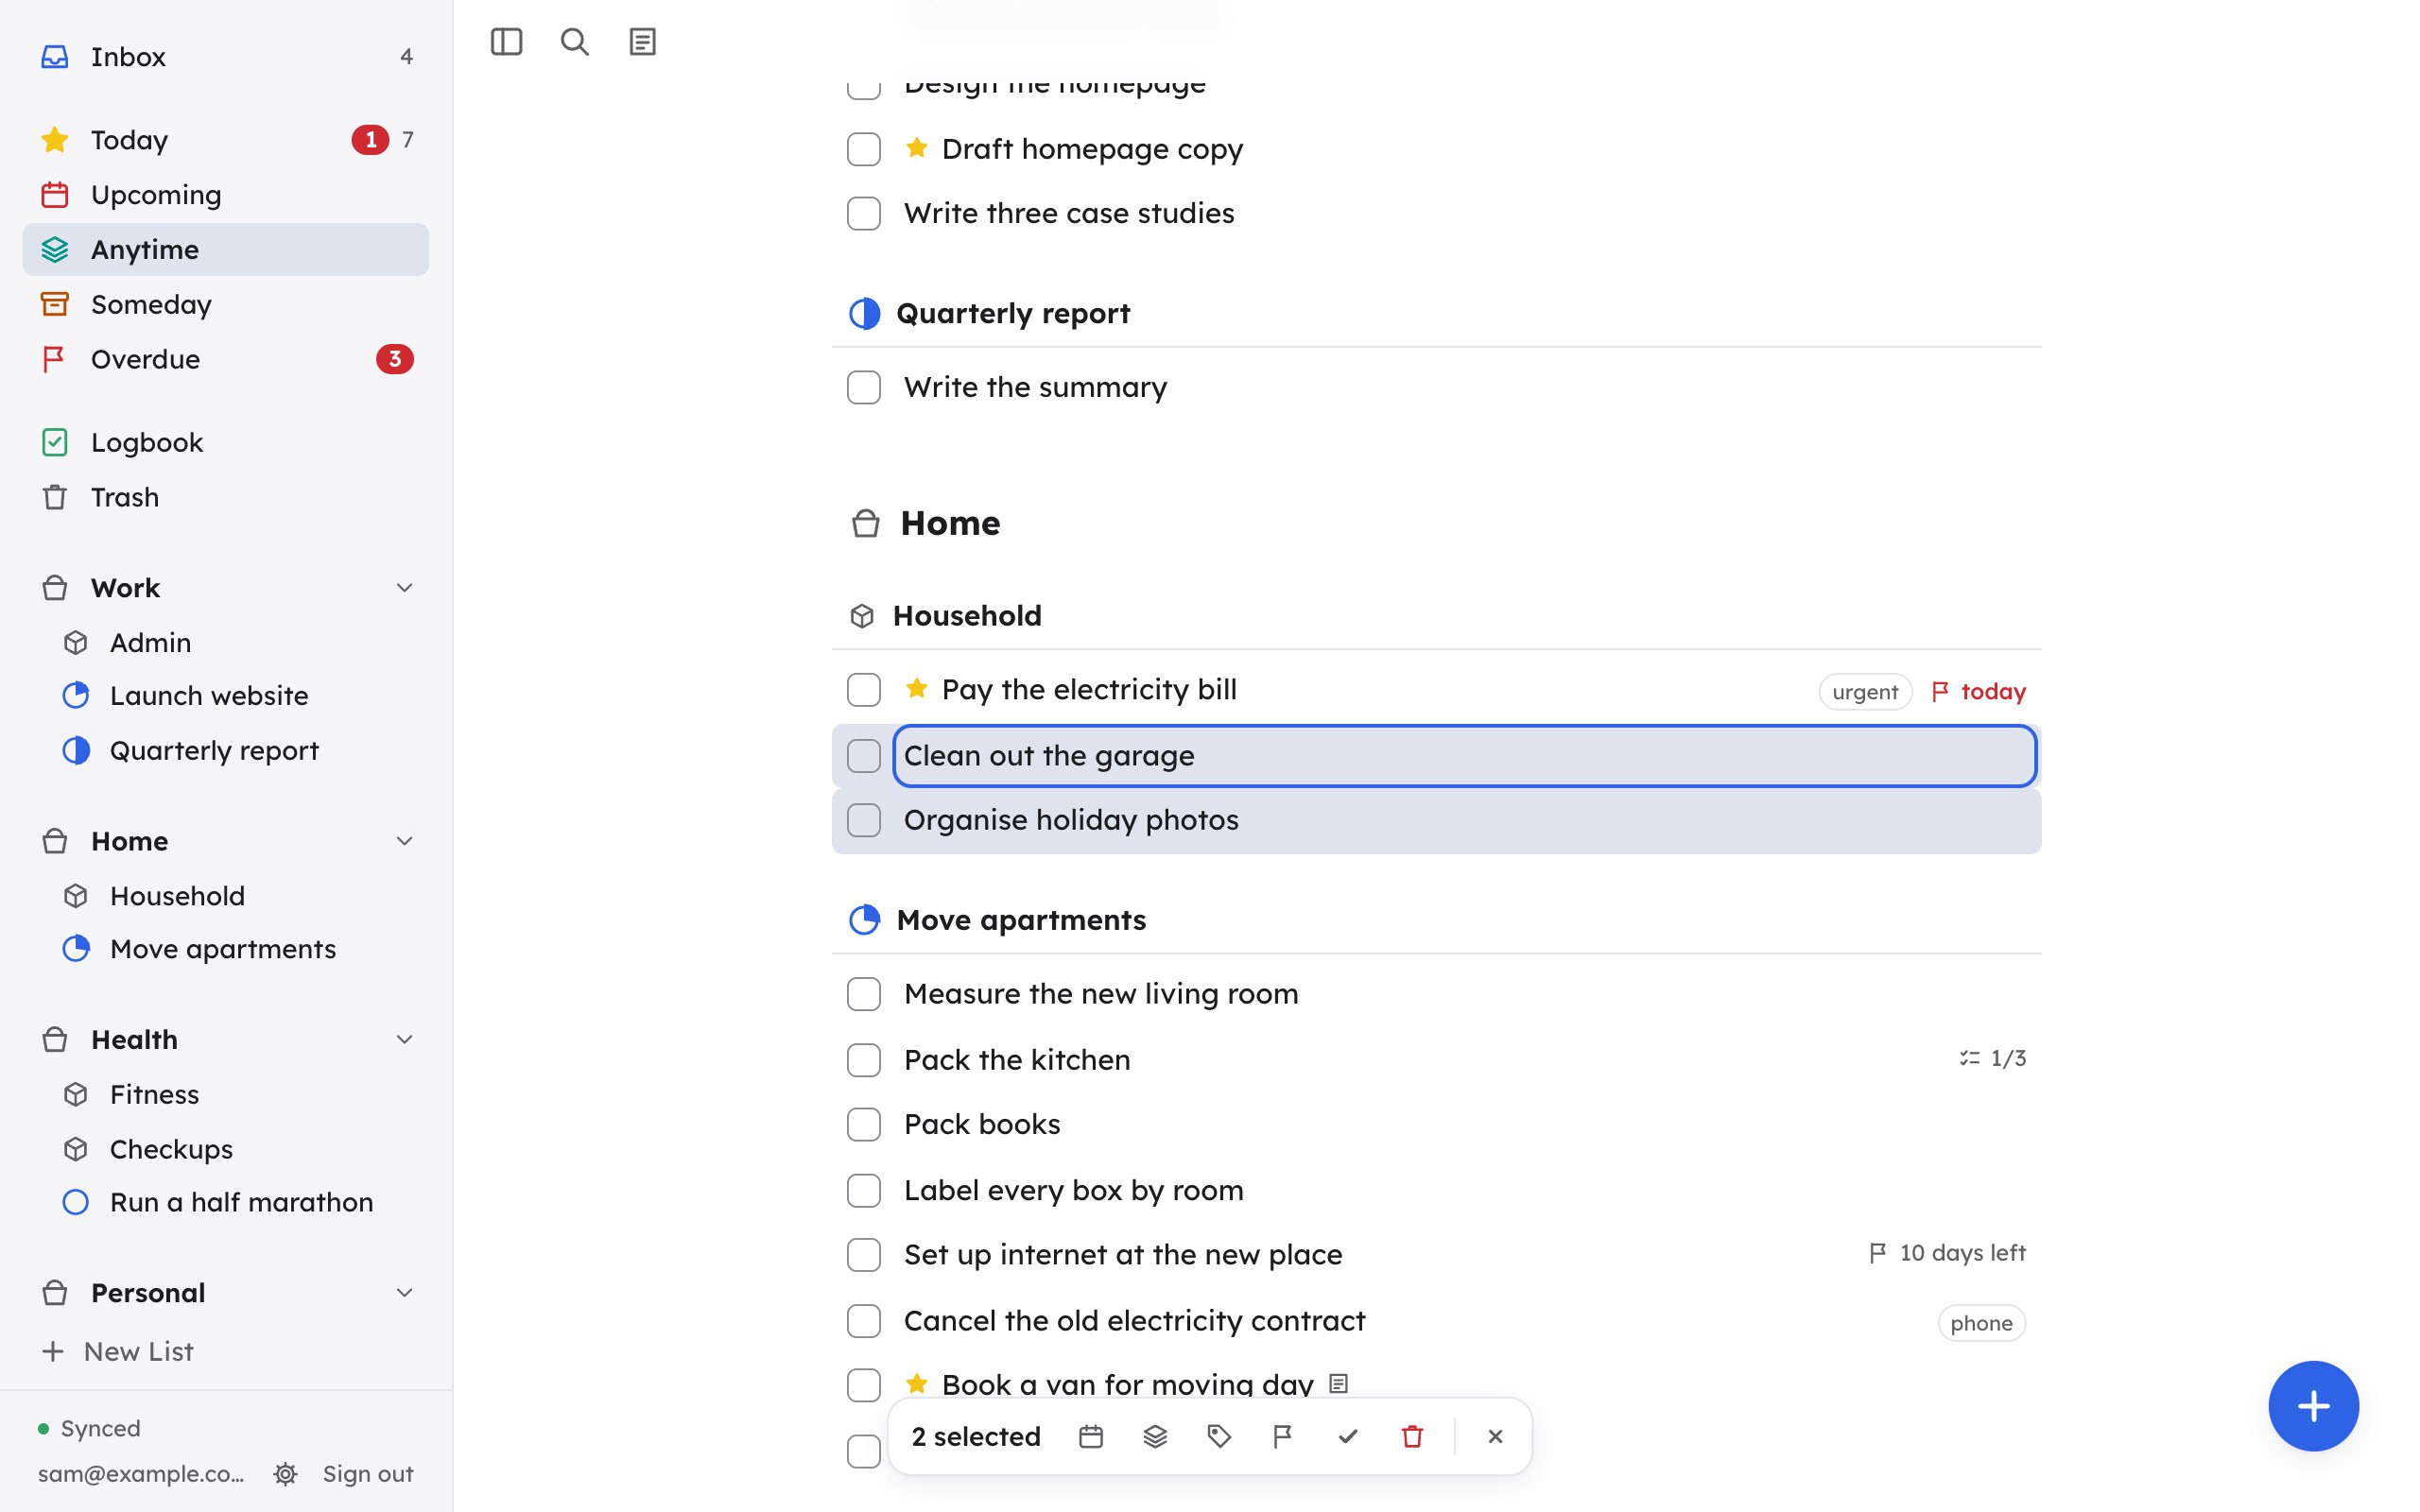 Inbox 4
Today 1 7
Upcoming
Anytime
Someday
Overdue 3
Logbook
Trash
Work
Admin
Launch website
Quarterly report
Home
Household
Move apartments
Health
Fitness
Checkups
Run a half marathon
Personal
New List
Synced
sam@example.co…
Sign out
Design the homepage
Draft homepage copy
Write three case studies
Quarterly report
Write the summary
Home
Household
Pay the electricity bill urgent today
Clean out the garage
Organise holiday photos
Move apartments
Measure the new living room
Pack the kitchen 1/3
Pack books
Label every box by room
Set up internet at the new place 10 days left
Cancel the old electricity contract phone
Book a van for moving day
2 selected